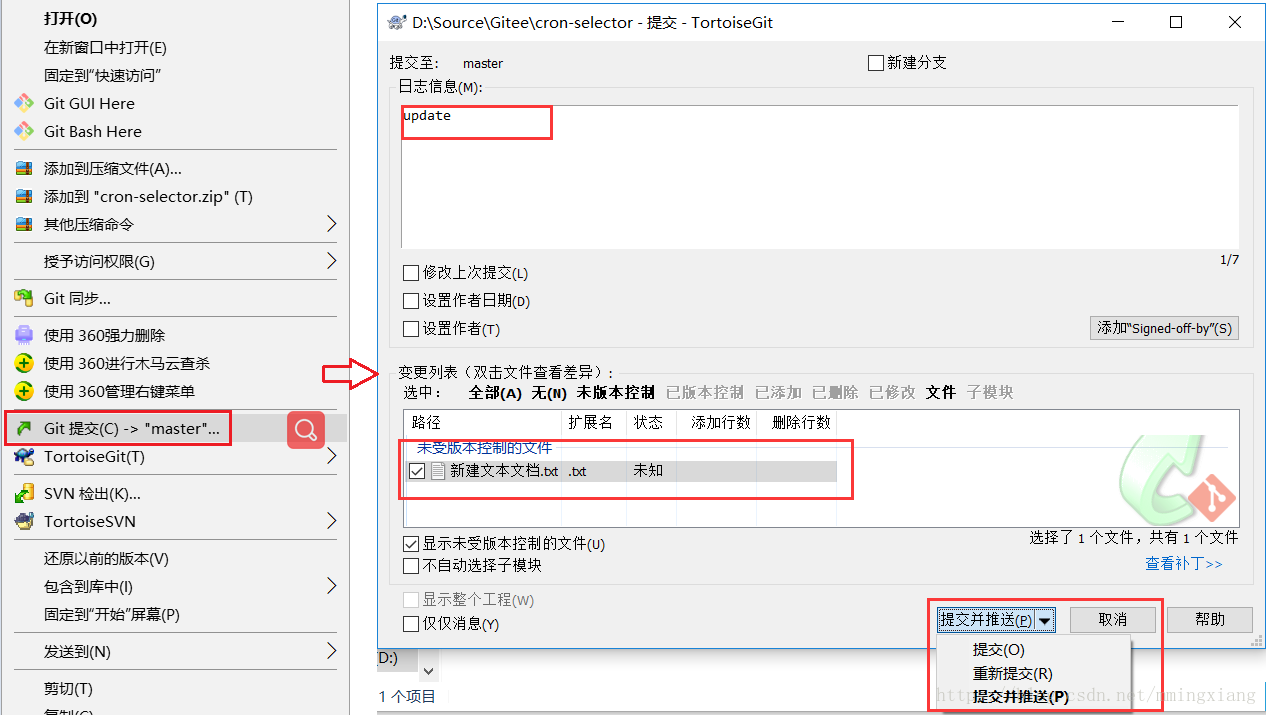 打开(O)
在新窗口中打开(E)
固定到“快速访问”
Git GUI Here
Git Bash Here
添加到压缩文件(A)...
添加到 "cron-selector.zip" (T)
其他压缩命令
授予访问权限(G)
Git 同步...
使用 360强力删除
使用 360进行木马云查杀
使用 360管理右键菜单
Git 提交(C) -> "master"...
TortoiseGit(T)
SVN 检出(K)...
TortoiseSVN
还原以前的版本(V)
包含到库中(I)
固定到“开始”屏幕(P)
发送到(N)
剪切(T)
复制(C)
D:\Source\Gitee\cron-selector - 提交 - TortoiseGit
提交至: master
新建分支
日志信息(M):
update
1/7
修改上次提交(L)
设置作者日期(D)
设置作者(T)
添加“Signed-off-by”(S)
变更列表（双击文件查看差异）:
选中: 全部(A) 无(N) 未版本控制 已版本控制 已添加 已删除 已修改 文件 子模块
路径 扩展名 状态 添加行数 删除行数
未受版本控制的文件
新建文本文档.txt .txt 未知
显示未受版本控制的文件(U)
选择了 1 个文件，共有 1 个文件
不自动选择子模块
查看补丁>>
显示整个工程(W)
仅仅消息(Y)
提交并推送(P) 取消 帮助
提交(O)
重新提交(R)
提交并推送(P)
D:)
1 个项目